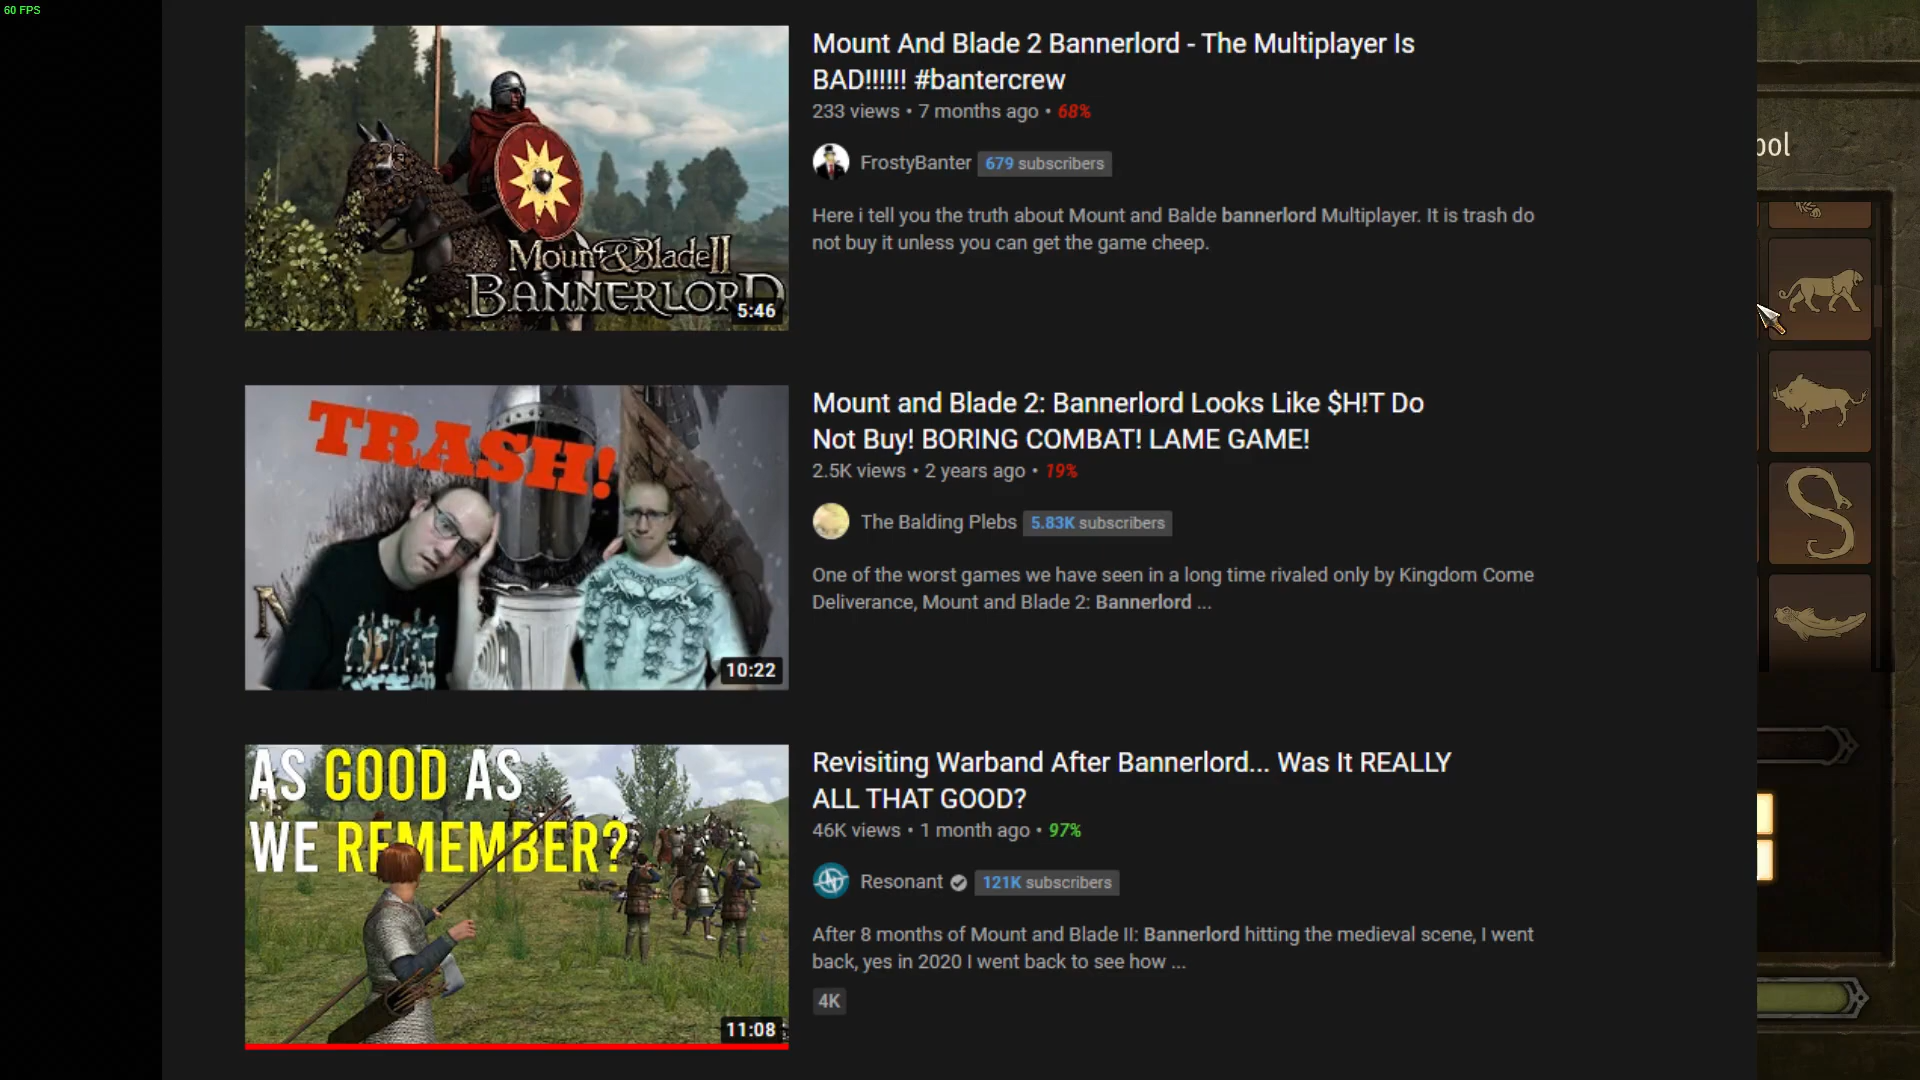 60 FPS
Mount And Blade 2 Bannerlord - The Multiplayer Is
BAD!!!!!! #bantercrew
233 views • 7 months ago • 68%
FrostyBanter 679 subscribers
Here i tell you the truth about Mount and Balde bannerlord Multiplayer. It is trash do
not buy it unless you can get the game cheep.
Mount&Blade II
BANNERLORD
5:46
TRASH!
10:22
Mount and Blade 2: Bannerlord Looks Like $H!T Do
Not Buy! BORING COMBAT! LAME GAME!
2.5K views • 2 years ago • 19%
The Balding Plebs 5.83K subscribers
One of the worst games we have seen in a long time rivaled only by Kingdom Come
Deliverance, Mount and Blade 2: Bannerlord ...
AS GOOD AS
WE REMEMBER?
11:08
Revisiting Warband After Bannerlord... Was It REALLY
ALL THAT GOOD?
46K views • 1 month ago • 97%
Resonant 121K subscribers
After 8 months of Mount and Blade II: Bannerlord hitting the medieval scene, I went
back, yes in 2020 I went back to see how ...
4K